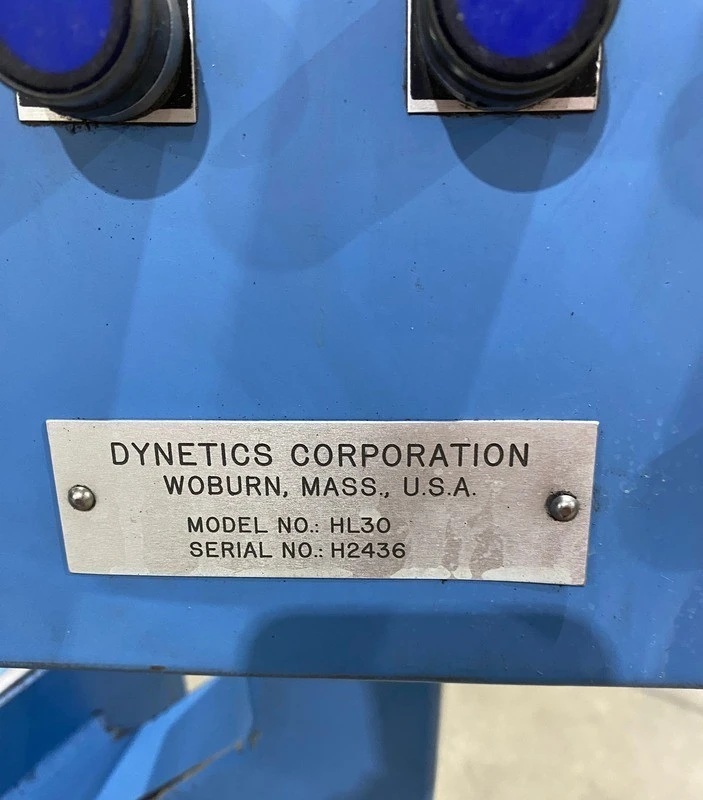 DYNETICS CORPORATION
WOBURN, MASS., U.S.A.
MODEL NO.: HL30
SERIAL NO.: H2436